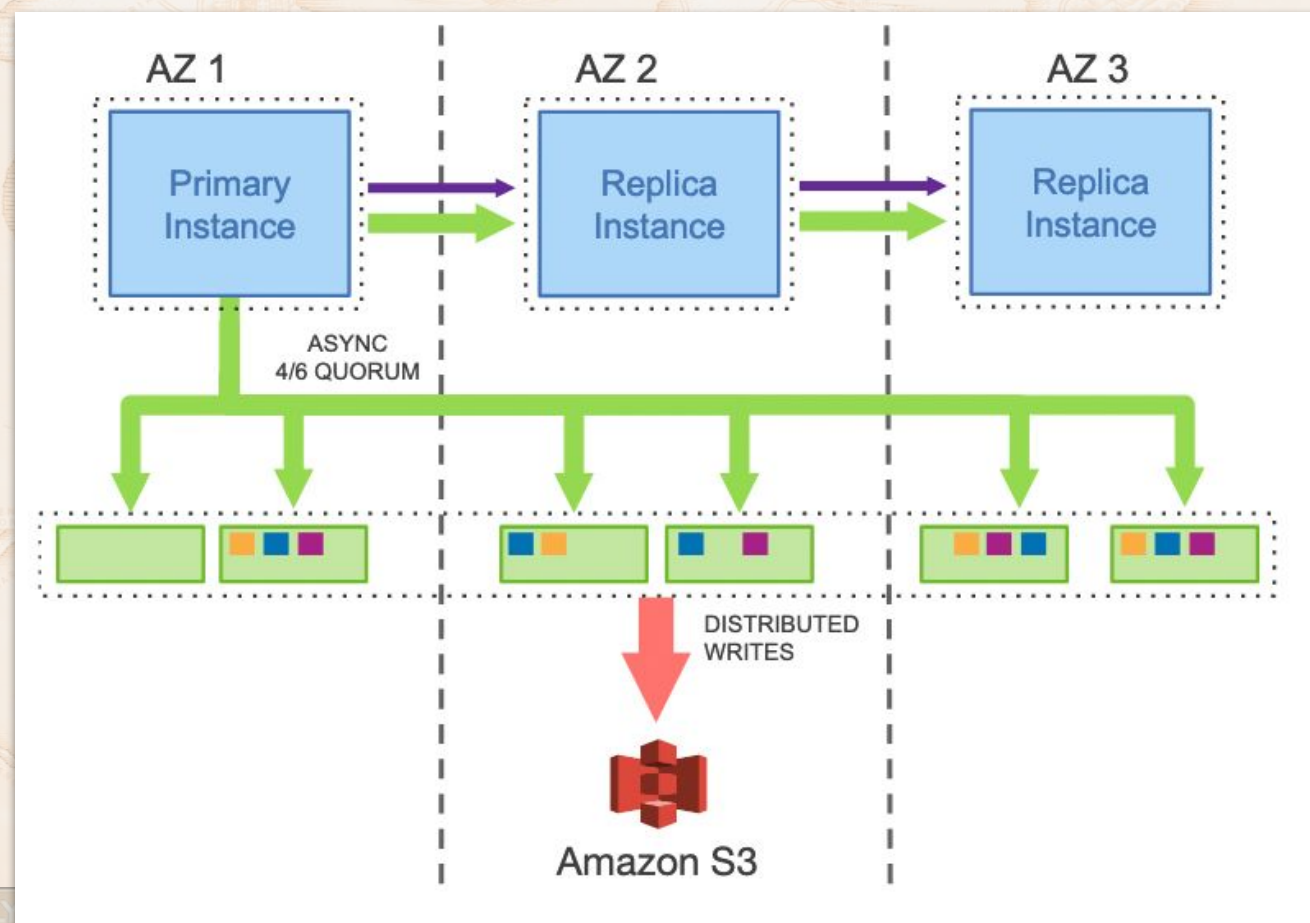 AZ 1
AZ 2
AZ 3
Primary
Instance
Replica
Instance
Replica
Instance
ASYNC
4/6 QUORUM
DISTRIBUTED
WRITES
Amazon S3